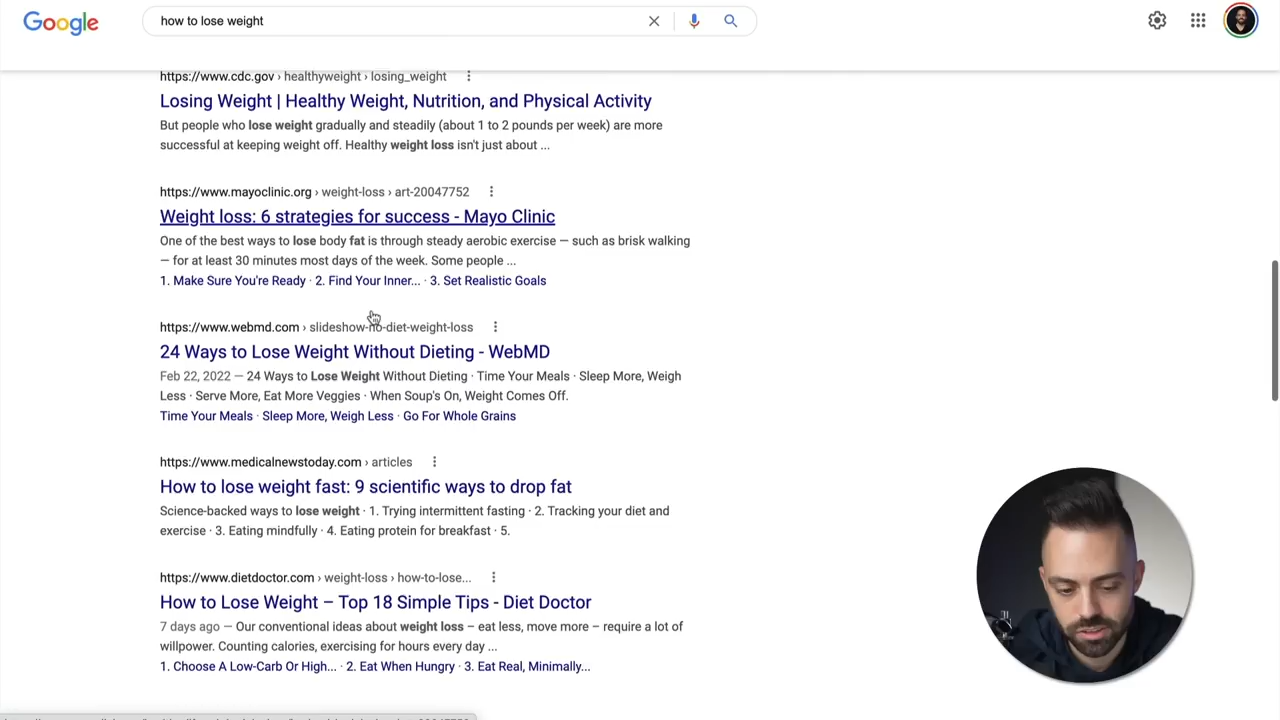 Google
how to lose weight
https://www.cdc.gov › healthyweight › losing_weight
Losing Weight | Healthy Weight, Nutrition, and Physical Activity
But people who lose weight gradually and steadily (about 1 to 2 pounds per week) are more
successful at keeping weight off. Healthy weight loss isn't just about ...
https://www.mayoclinic.org › weight-loss › art-20047752
Weight loss: 6 strategies for success - Mayo Clinic
One of the best ways to lose body fat is through steady aerobic exercise — such as brisk walking
— for at least 30 minutes most days of the week. Some people ...
1. Make Sure You're Ready · 2. Find Your Inner... · 3. Set Realistic Goals
https://www.webmd.com › slideshow-no-diet-weight-loss
24 Ways to Lose Weight Without Dieting - WebMD
Feb 22, 2022 — 24 Ways to Lose Weight Without Dieting · Time Your Meals · Sleep More, Weigh
Less · Serve More, Eat More Veggies · When Soup's On, Weight Comes Off.
Time Your Meals · Sleep More, Weigh Less · Go For Whole Grains
https://www.medicalnewstoday.com › articles
How to lose weight fast: 9 scientific ways to drop fat
Science-backed ways to lose weight · 1. Trying intermittent fasting · 2. Tracking your diet and
exercise · 3. Eating mindfully · 4. Eating protein for breakfast · 5.
https://www.dietdoctor.com › weight-loss › how-to-lose...
How to Lose Weight – Top 18 Simple Tips - Diet Doctor
7 days ago — Our conventional ideas about weight loss – eat less, move more – require a lot of
willpower. Counting calories, exercising for hours every day ...
1. Choose A Low-Carb Or High... · 2. Eat When Hungry · 3. Eat Real, Minimally...